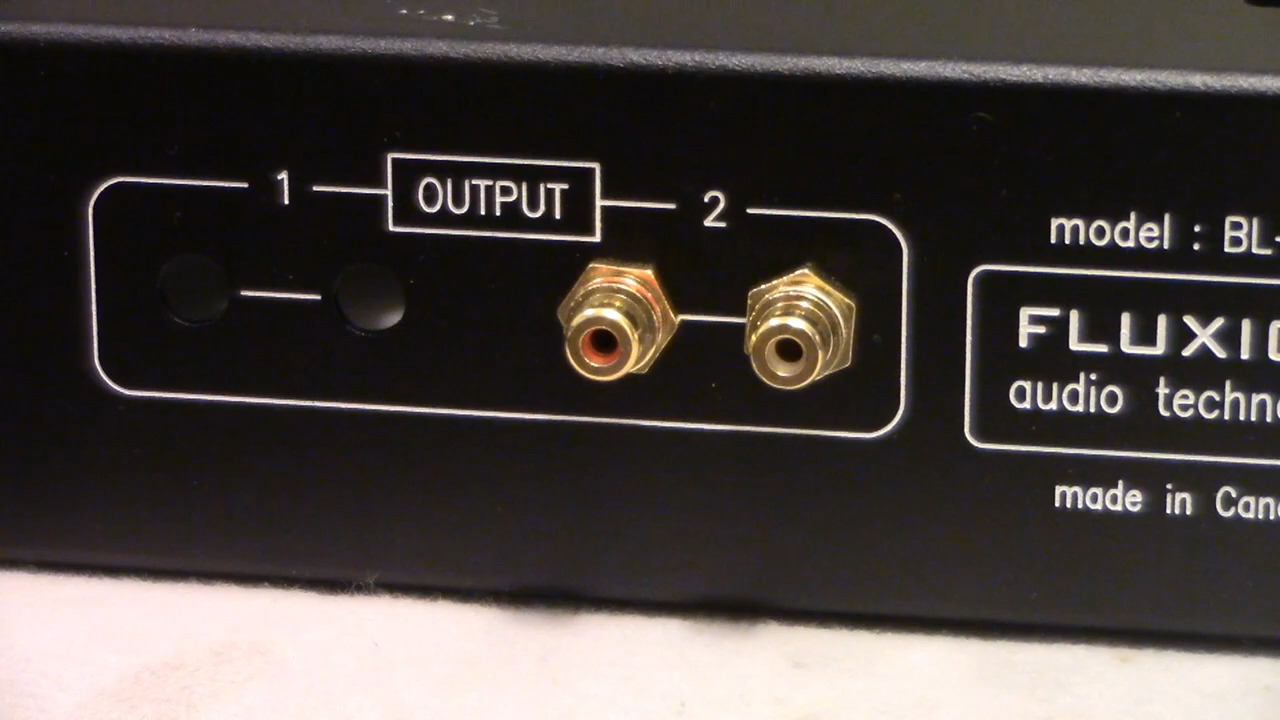 1 OUTPUT 2
model : BL-
FLUXIO
audio techno
made in Cana